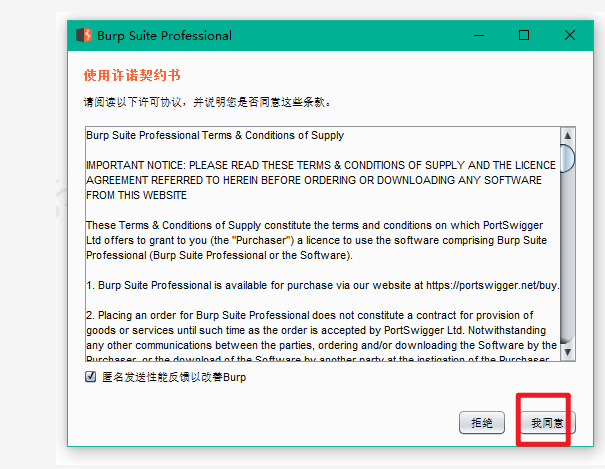 Burp Suite Professional
使用许诺契约书
请阅读以下许可协议，并说明您是否同意这些条款。
Burp Suite Professional Terms & Conditions of Supply
IMPORTANT NOTICE: PLEASE READ THESE TERMS & CONDITIONS OF SUPPLY AND THE LICENCE
AGREEMENT REFERRED TO HEREIN BEFORE ORDERING OR DOWNLOADING ANY SOFTWARE
FROM THIS WEBSITE
These Terms & Conditions of Supply constitute the terms and conditions on which PortSwigger
Ltd offers to grant to you (the "Purchaser") a licence to use the software comprising Burp Suite
Professional (Burp Suite Professional or the Software).
1. Burp Suite Professional is available for purchase via our website at https://portswigger.net/buy.
2. Placing an order for Burp Suite Professional does not constitute a contract for provision of
goods or services until such time as the order is accepted by PortSwigger Ltd. Notwithstanding
any other communications between the parties, ordering and/or downloading the Software by the
Purchaser, or the download of the Software by another party at the instigation of the Purchaser
匿名发送性能反馈以改善Burp
拒绝
我同意